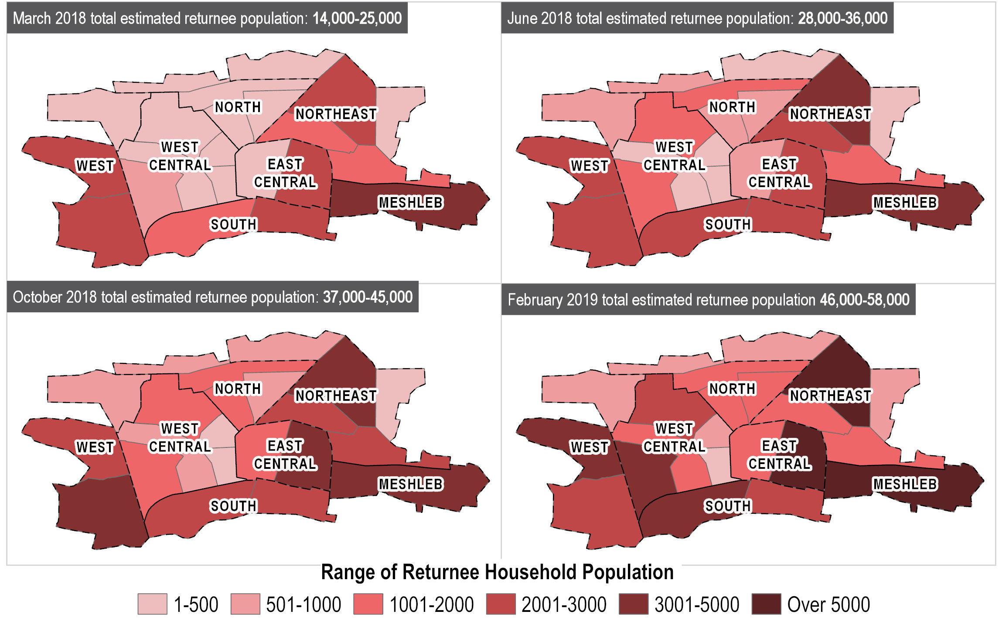 March 2018 total estimated returnee population: 14,000-25,000
NORTH
NORTHEAST
WEST
CENTRAL
WEST
EAST
CENTRAL
MESHLEB
SOUTH
June 2018 total estimated returnee population: 28,000-36,000
NORTH
NORTHEAST
WEST
CENTRAL
WEST
EAST
CENTRAL
MESHLEB
SOUTH
October 2018 total estimated returnee population: 37,000-45,000
NORTH
NORTHEAST
WEST
CENTRAL
WEST
EAST
CENTRAL
MESHLEB
SOUTH
February 2019 total estimated returnee population 46,000-58,000
NORTH
NORTHEAST
WEST
CENTRAL
WEST
EAST
CENTRAL
MESHLEB
SOUTH
Range of Returnee Household Population
1-500 501-1000 1001-2000 2001-3000 3001-5000 Over 5000